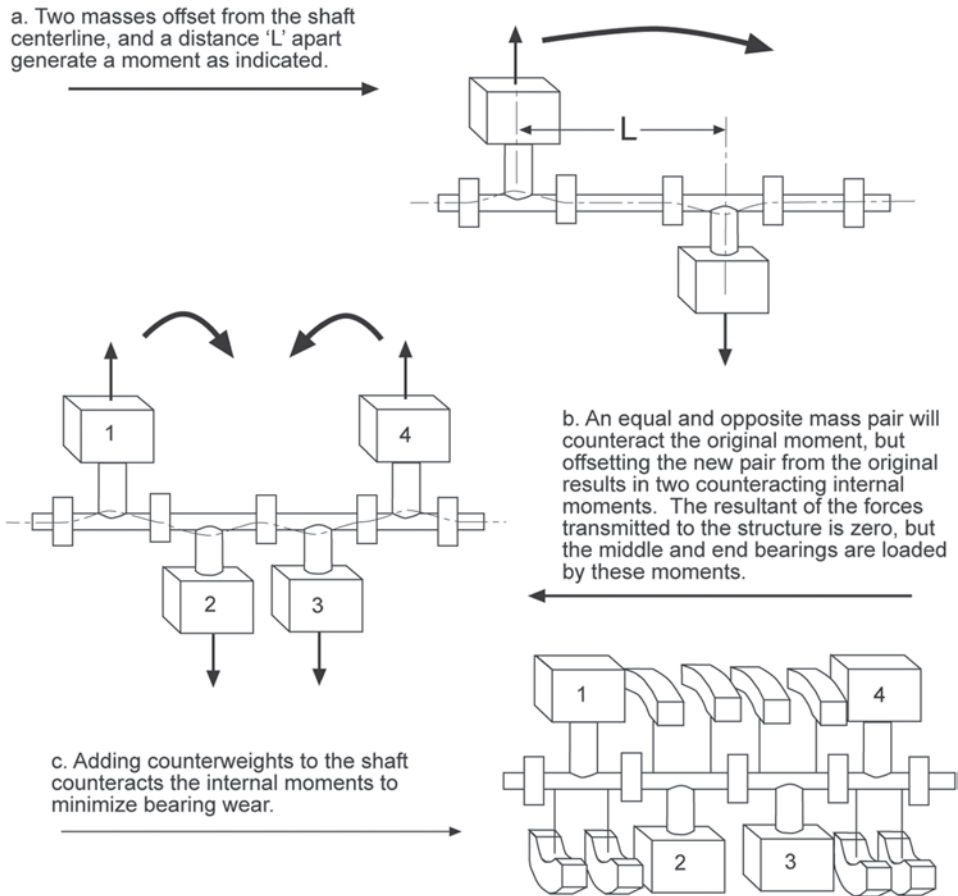 a. Two masses offset from the shaft
centerline, and a distance ‘L’ apart
generate a moment as indicated.
L
1
4
2
3
b. An equal and opposite mass pair will
counteract the original moment, but
offsetting the new pair from the original
results in two counteracting internal
moments.  The resultant of the forces
transmitted to the structure is zero, but
the middle and end bearings are loaded
by these moments.
1
4
2
3
c. Adding counterweights to the shaft
counteracts the internal moments to
minimize bearing wear.